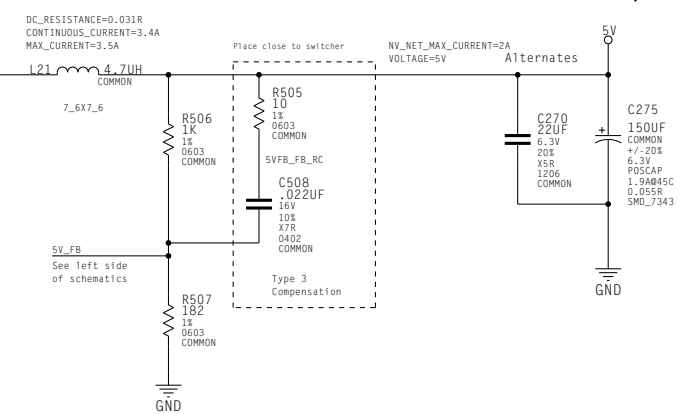 DC_RESISTANCE=0.031R
CONTINUOUS_CURRENT=3.4A
MAX_CURRENT=3.5A
L21 4.7UH
COMMON
7_6X7_6
Place close to switcher
NV_NET_MAX_CURRENT=2A
VOLTAGE=5V
Alternates
5V
R506
1K
1%
0603
COMMON
R505
10
1%
0603
COMMON
5VFB_FB_RC
C508
.022UF
16V
10%
X7R
0402
COMMON
Type 3
Compensation
C270
22UF
6.3V
20%
X5R
1206
COMMON
+
C275
150UF
COMMON
+/-20%
6.3V
POSCAP
1.9A@45C
0.055R
SMD_7343
GND
5V_FB
See left side
of schematics
R507
182
1%
0603
COMMON
GND